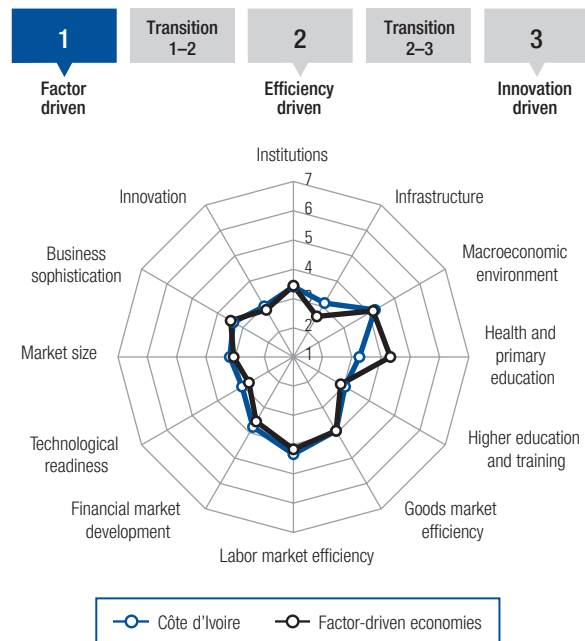 1
Transition
1–2
2
Transition
2–3
3
Factor
driven
Efficiency
driven
Innovation
driven
Institutions
7
6
5
4
3
2
1
Infrastructure
Macroeconomic
environment
Health and
primary
education
Higher education
and training
Goods market
efficiency
Labor market efficiency
Financial market
development
Technological
readiness
Market size
Business
sophistication
Innovation
Côte d'Ivoire
Factor-driven economies